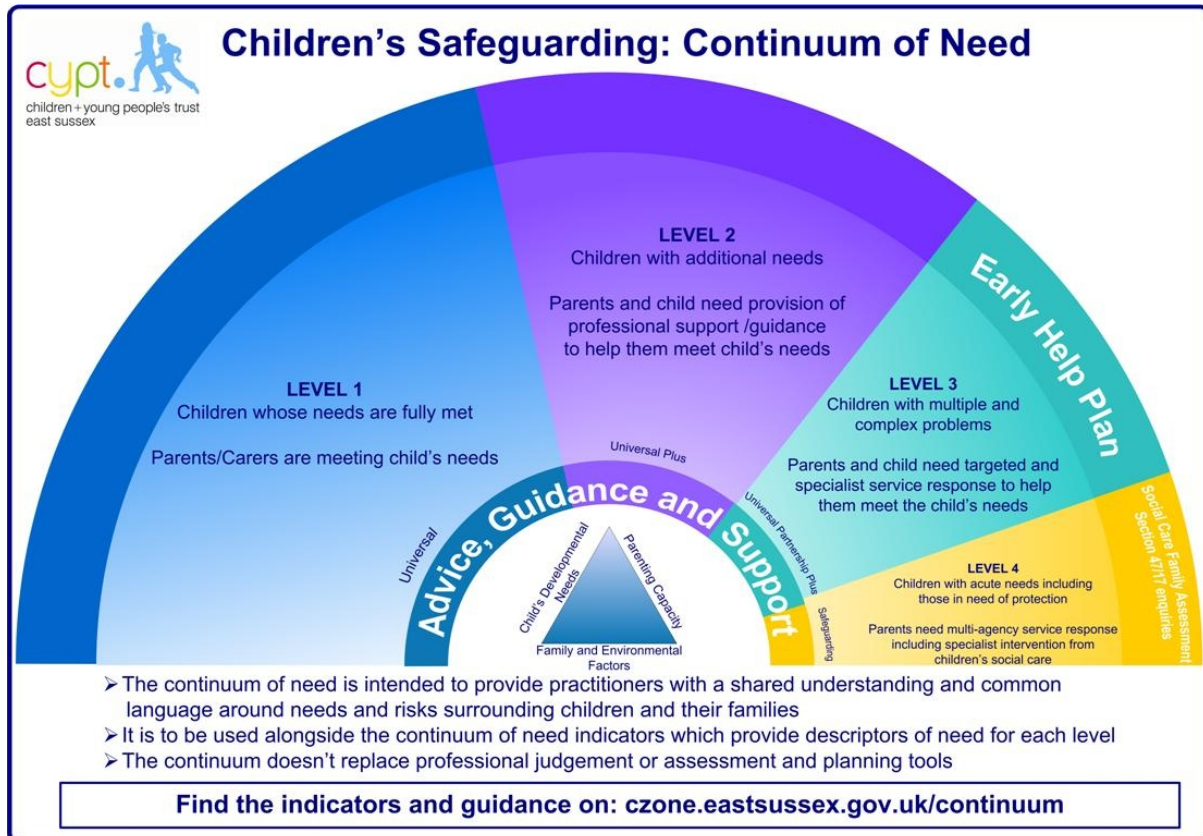 Children's Safeguarding: Continuum of Need
cypt.
children + young people's trust
east sussex
LEVEL 1
Children whose needs are fully met
Parents/Carers are meeting child's needs
LEVEL 2
Children with additional needs
Parents and child need provision of
professional support /guidance
to help them meet child's needs
LEVEL 3
Children with multiple and
complex problems
Parents and child need targeted and
specialist service response to help
them meet the child's needs
LEVEL 4
Children with acute needs including
those in need of protection
Parents need multi-agency service response
including specialist intervention from
children's social care
Early Help Plan
Social Care Family Assessment
Section 47/17 enquiries
Universal
Universal Plus
Universal Partnership Plus
Safeguarding
Advice, Guidance and Support
Child's Developmental
Needs
Parenting Capacity
Family and Environmental
Factors
➢ The continuum of need is intended to provide practitioners with a shared understanding and common
language around needs and risks surrounding children and their families
➢ It is to be used alongside the continuum of need indicators which provide descriptors of need for each level
➢ The continuum doesn't replace professional judgement or assessment and planning tools
Find the indicators and guidance on: czone.eastsussex.gov.uk/continuum